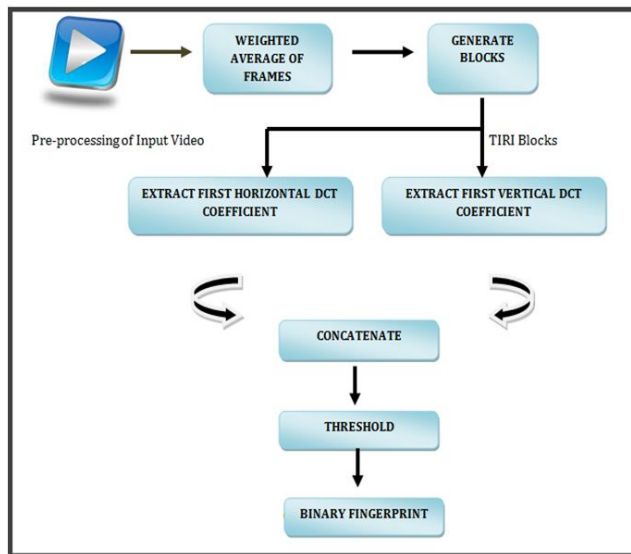 WEIGHTED
AVERAGE OF
FRAMES
GENERATE
BLOCKS
Pre-processing of Input Video
TIRI Blocks
EXTRACT FIRST HORIZONTAL DCT
COEFFICIENT
EXTRACT FIRST VERTICAL DCT
COEFFICIENT
CONCATENATE
THRESHOLD
BINARY FINGERPRINT